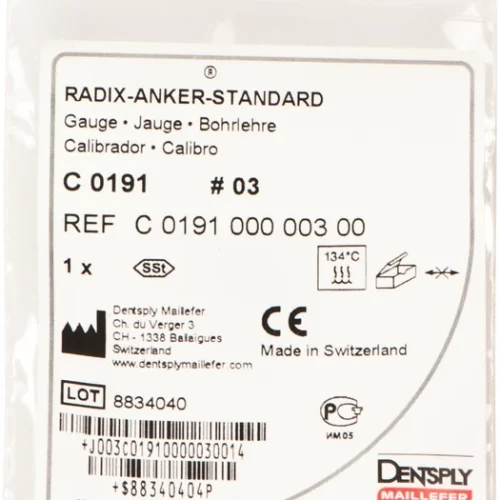 ®
RADIX-ANKER-STANDARD
Gauge • Jauge • Bohrlehre
Calibrador • Calibro
C 0191 # 03
REF C 0191 000 003 00
1 x SSt 134°C
Dentsply Maillefer
Ch. du Verger 3
CH - 1338 Ballaigues
Switzerland
www.dentsplymaillefer.com
CE
Made in Switzerland
LOT 8834040
РСТ
ИМ05
+J003C01910000030014
+$88340404P
DENTSPLY
MAILLEFER